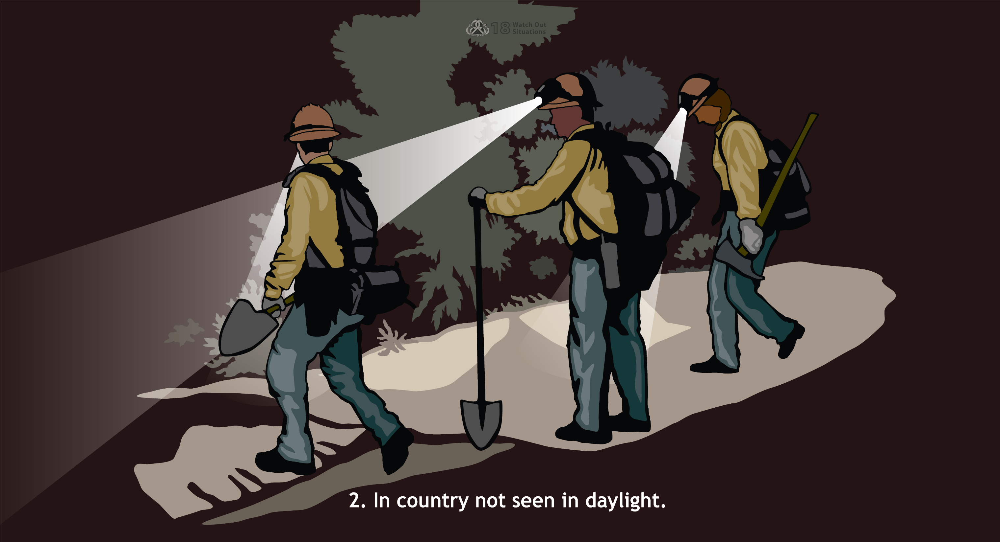 18 Watch Out
Situations
2. In country not seen in daylight.